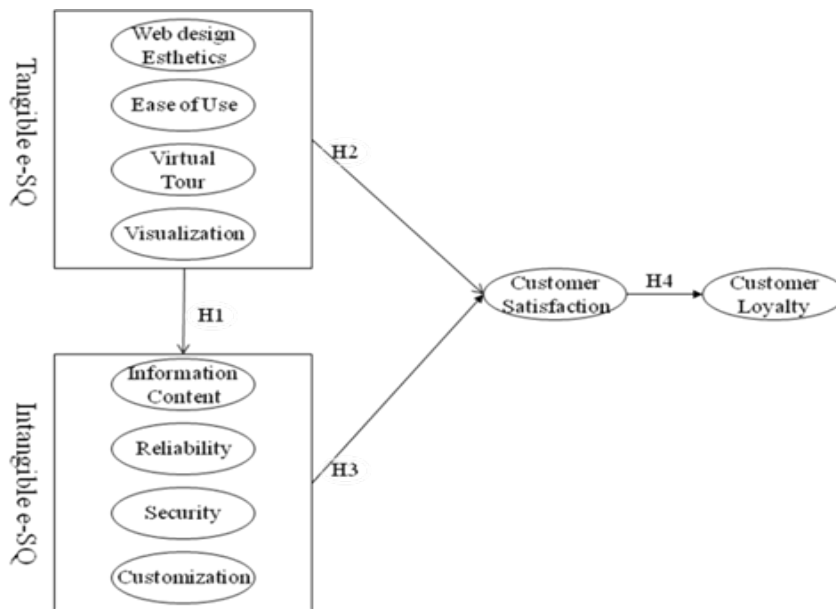 Tangible e-SQ
Web design
Esthetics
Ease of Use
Virtual
Tour
Visualization
H1
H2
Intangible e-SQ
Information
Content
Reliability
Security
Customization
H3
Customer
Satisfaction
H4
Customer
Loyalty